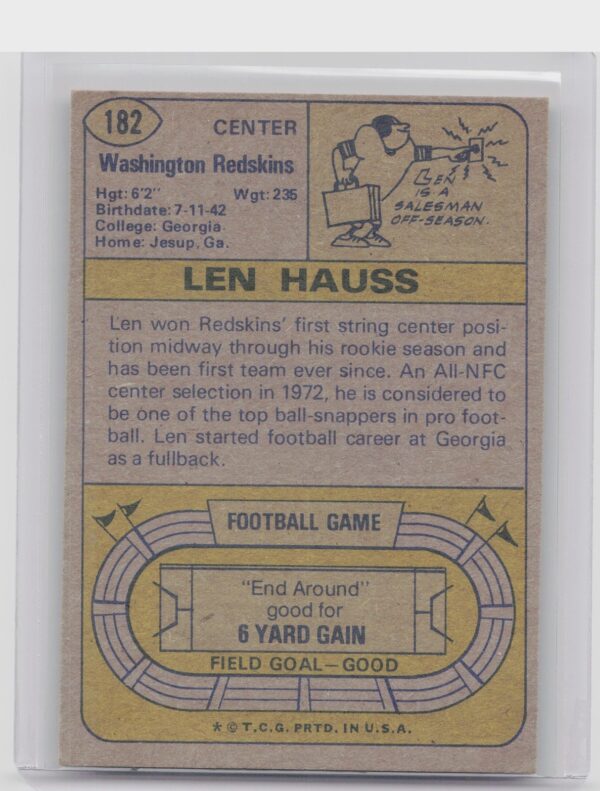 182
CENTER
Washington Redskins
Hgt: 6'2" Wgt: 235
Birthdate: 7-11-42
College: Georgia
Home: Jesup, Ga.
LEN
IS A
SALESMAN
OFF-SEASON.
LEN HAUSS
Len won Redskins' first string center posi-
tion midway through his rookie season and
has been first team ever since. An All-NFC
center selection in 1972, he is considered to
be one of the top ball-snappers in pro foot-
ball. Len started football career at Georgia
as a fullback.
FOOTBALL GAME
"End Around"
good for
6 YARD GAIN
FIELD GOAL—GOOD
* © T.C.G. PRTD. IN U.S.A.